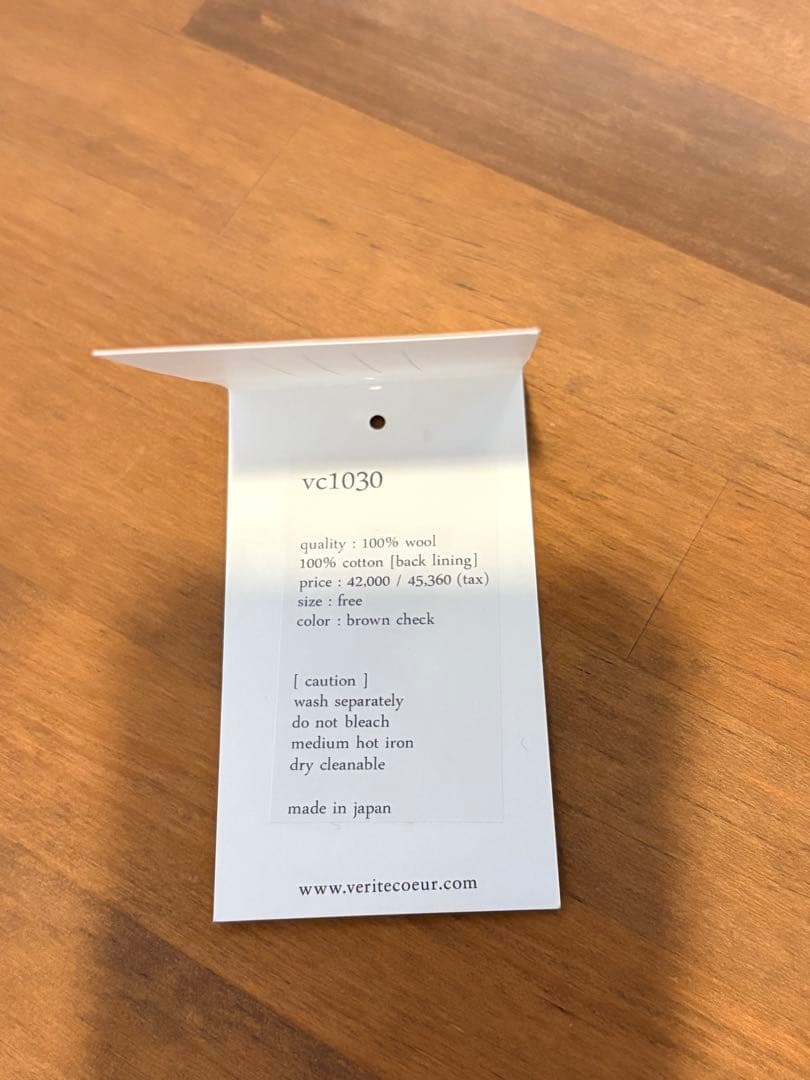 vc1030
quality : 100% wool
100% cotton [back lining]
price : 42,000 / 45,360 (tax)
size : free
color : brown check
[ caution ]
wash separately
do not bleach
medium hot iron
dry cleanable
made in japan
www.veritecoeur.com